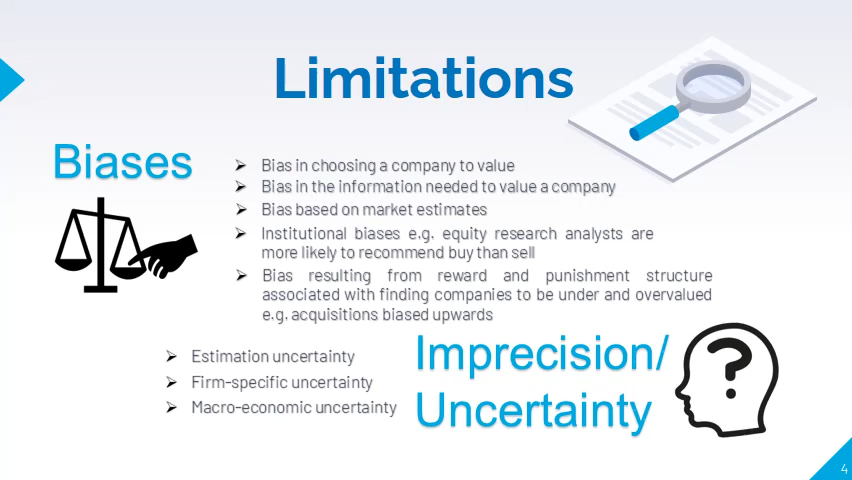 Limitations
Biases
➢ Bias in choosing a company to value
➢ Bias in the information needed to value a company
➢ Bias based on market estimates
➢ Institutional biases e.g. equity research analysts are
more likely to recommend buy than sell
➢ Bias resulting from reward and punishment structure
associated with finding companies to be under and overvalued
e.g. acquisitions biased upwards
Imprecision/
Uncertainty
➢ Estimation uncertainty
➢ Firm-specific uncertainty
➢ Macro-economic uncertainty
?
4